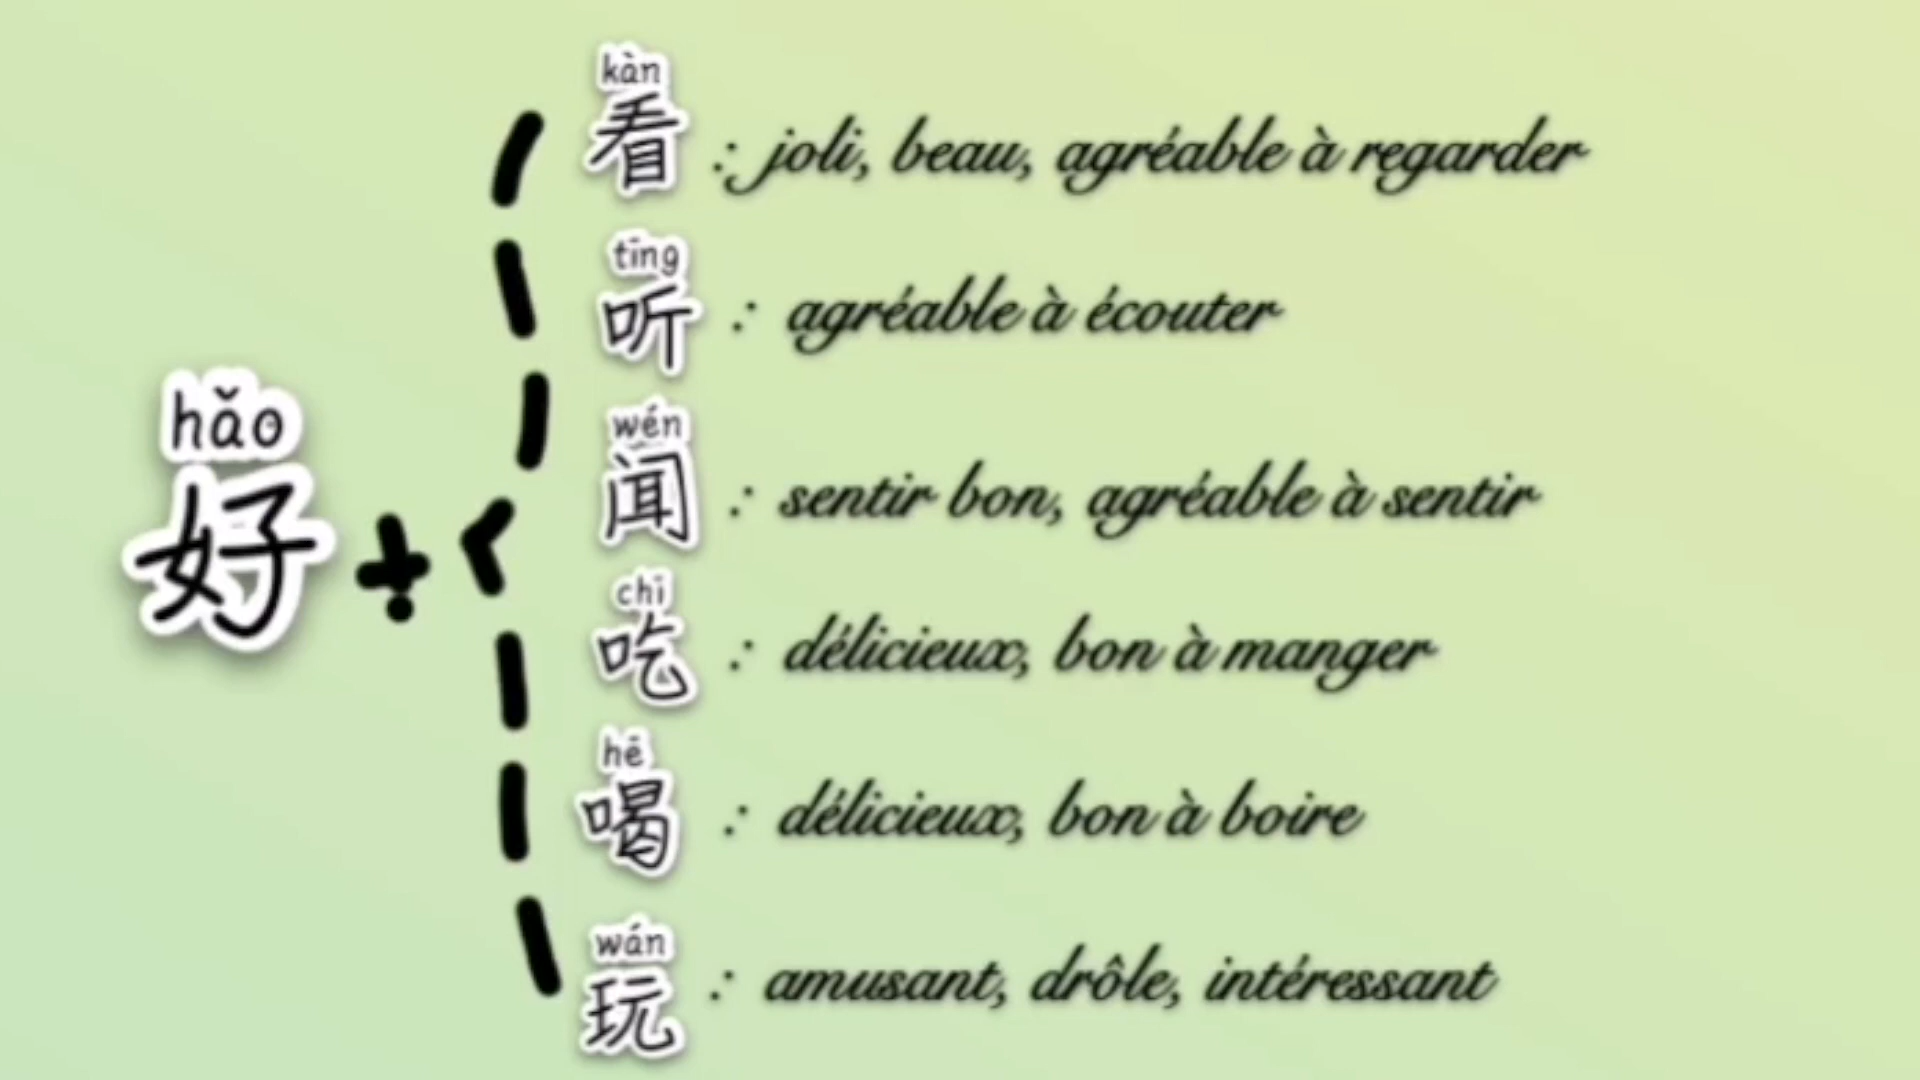 kàn
看 : joli, beau, agréable à regarder
tīng
听 : agréable à écouter
hǎo
好 +
wén
闻 : sentir bon, agréable à sentir
chī
吃 : délicieux, bon à manger
hē
喝 : délicieux, bon à boire
wán
玩 : amusant, drôle, intéressant